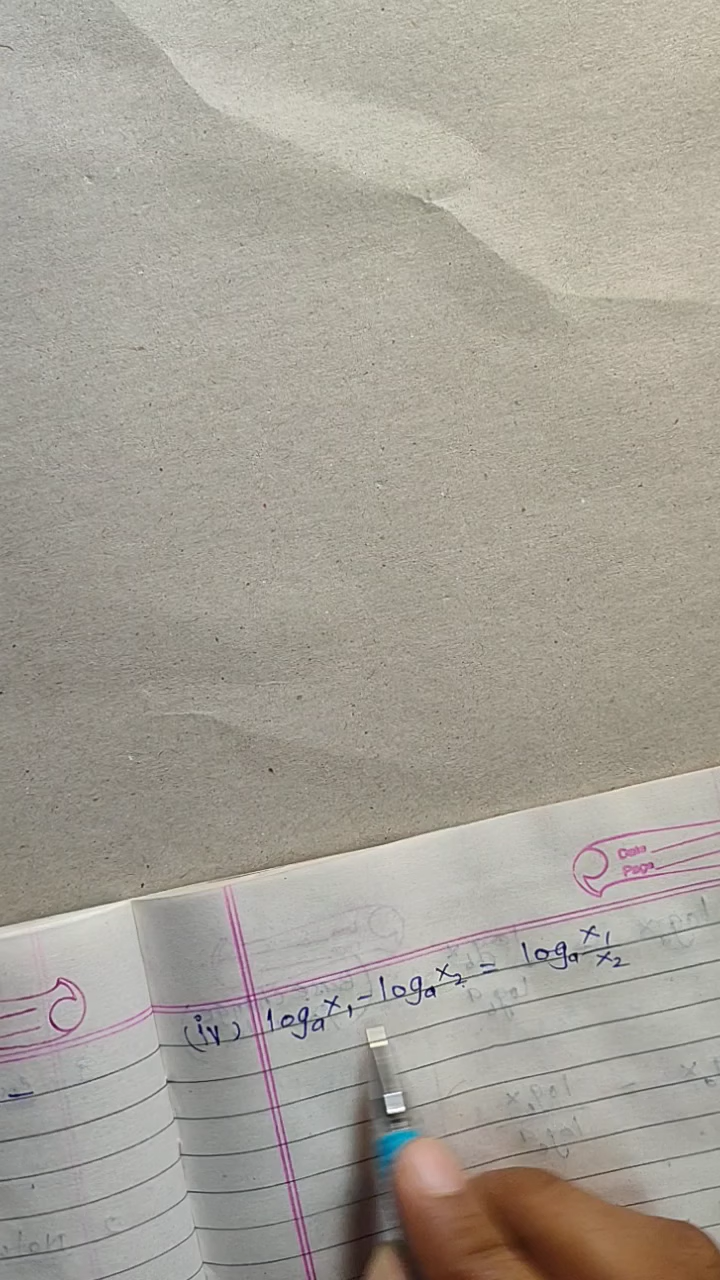 Date
Page
(iv) logₐx₁ - logₐx₂ = logₐ x₁/x₂